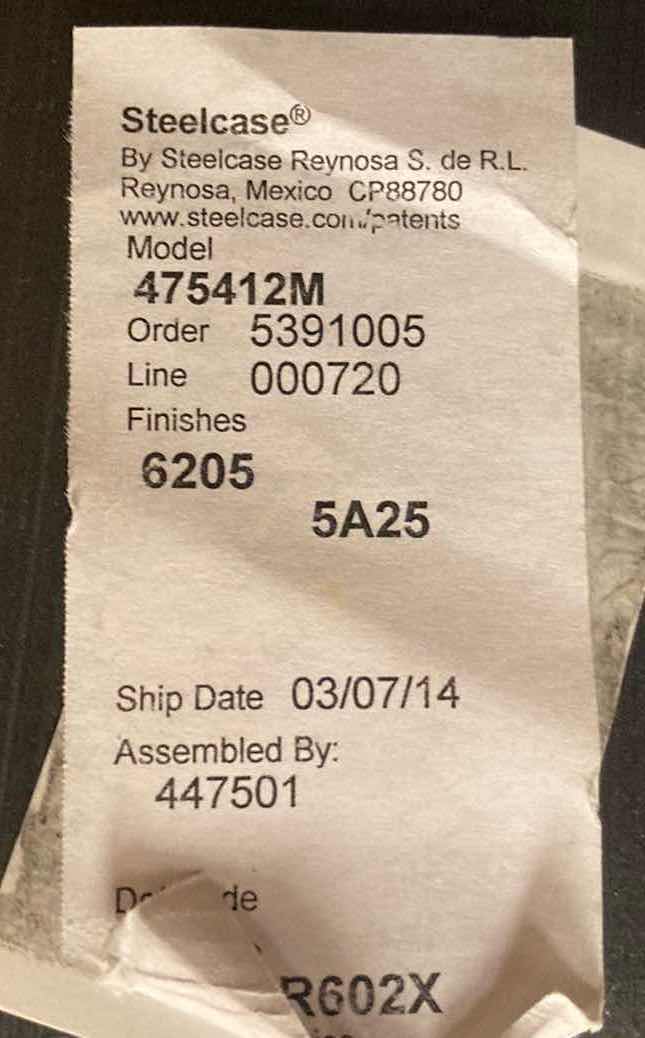 Steelcase®
By Steelcase Reynosa S. de R.L.
Reynosa, Mexico CP88780
www.steelcase.com/patents
Model
475412M
Order 5391005
Line 000720
Finishes
6205
5A25
Ship Date 03/07/14
Assembled By:
447501
R602X